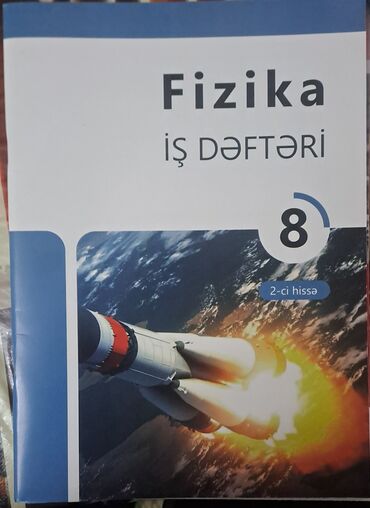 Fizika
İŞ DƏFTƏRİ
8
2-ci hissə